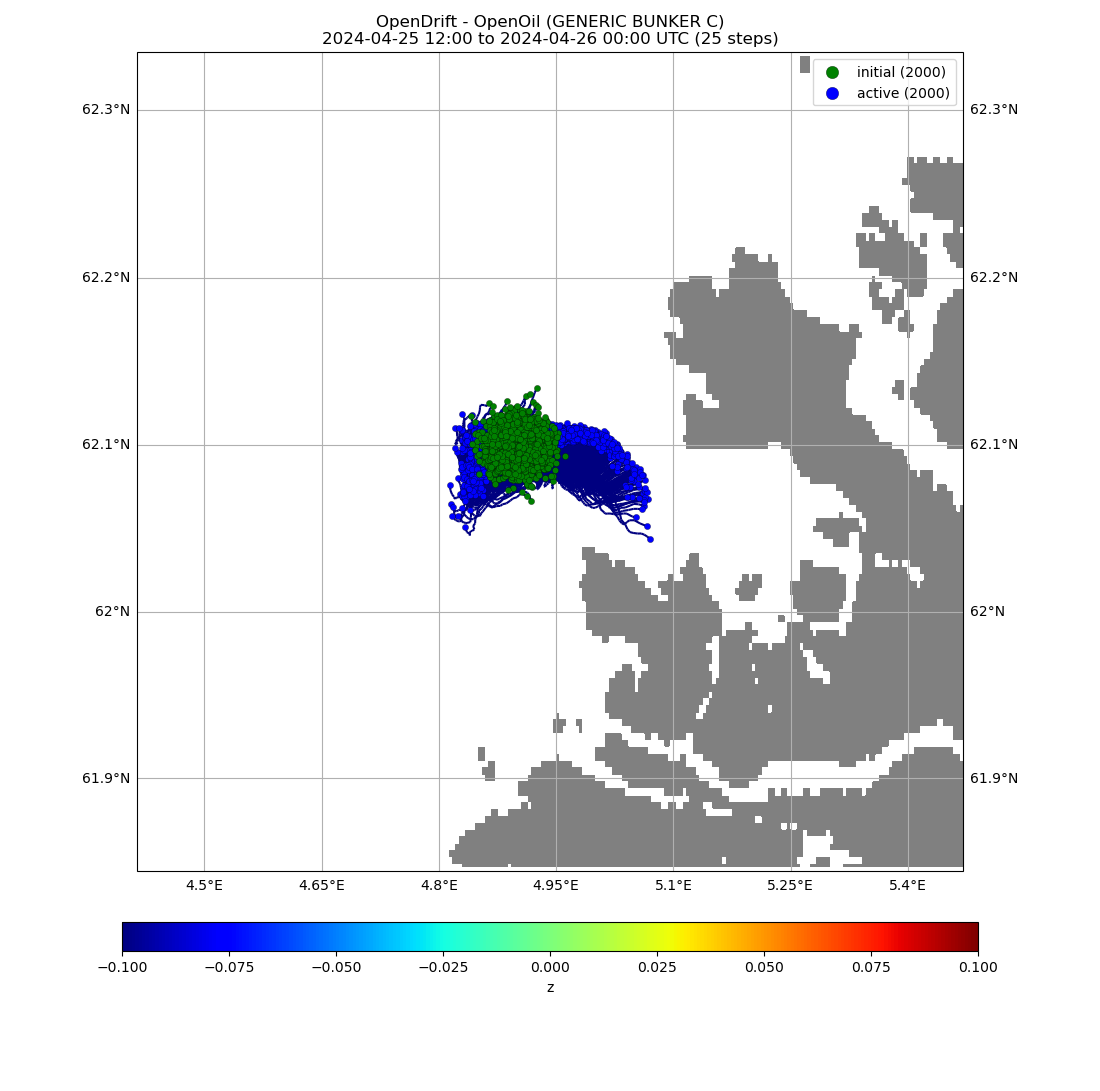 OpenDrift - OpenOil (GENERIC BUNKER C)
2024-04-25 12:00 to 2024-04-26 00:00 UTC (25 steps)
initial (2000)
active (2000)
62.3°N 62.3°N
62.2°N 62.2°N
62.1°N 62.1°N
62°N 62°N
61.9°N 61.9°N
4.5°E 4.65°E 4.8°E 4.95°E 5.1°E 5.25°E 5.4°E
−0.100 −0.075 −0.050 −0.025 0.000 0.025 0.050 0.075 0.100
z